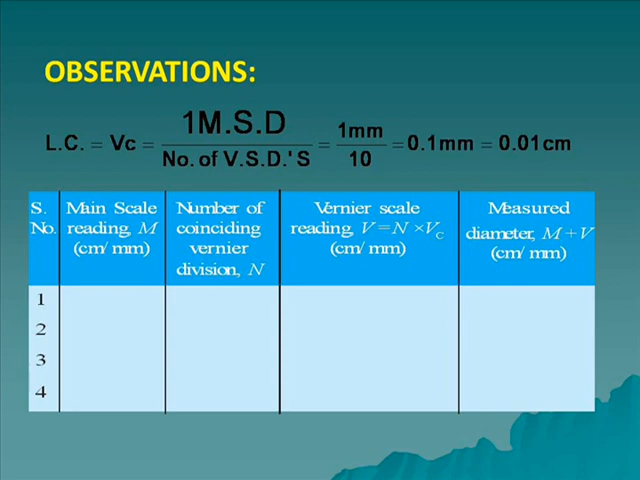 OBSERVATIONS:
L.C. = Vc = 1M.S.D / No. of V.S.D.'S = 1mm / 10 = 0.1mm = 0.01cm
S. No.
Main Scale
reading, M
(cm/ mm)
Number of
coinciding
vernier
division, N
Vernier scale
reading, V = N × VC
(cm/ mm)
Measured
diameter, M + V
(cm/ mm)
1
2
3
4